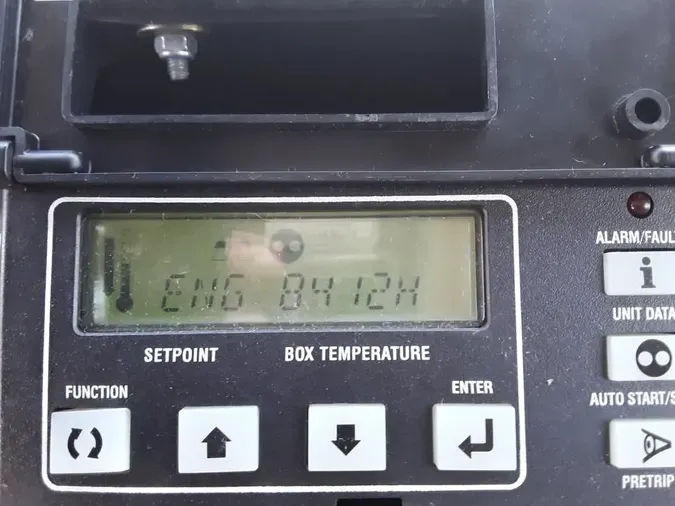 ENG 8412H
ALARM/FAUL
SETPOINT
BOX TEMPERATURE
i
UNIT DATA
FUNCTION
ENTER
AUTO START/S
PRETRIP